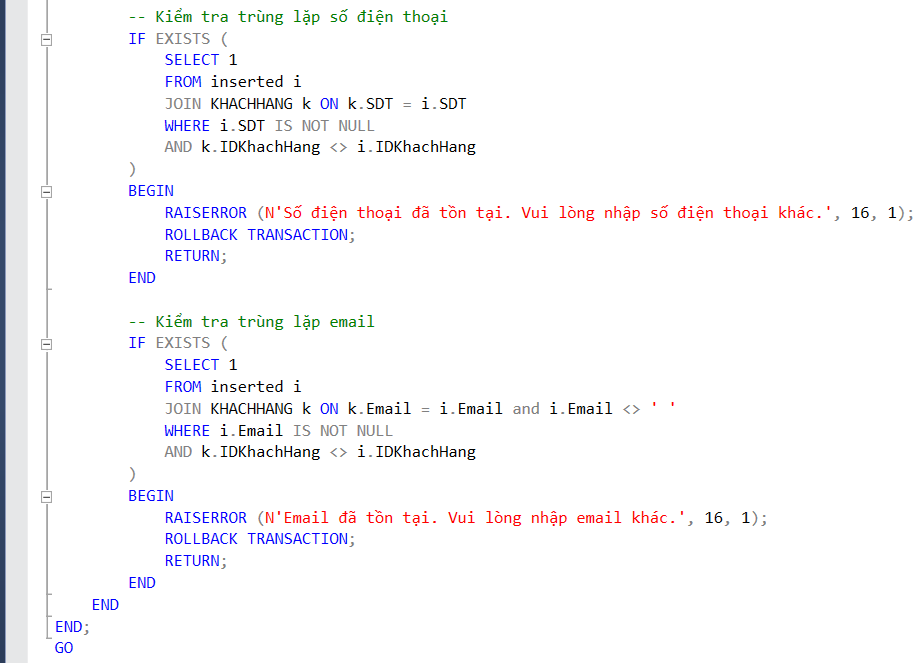 -- Kiểm tra trùng lặp số điện thoại
IF EXISTS (
SELECT 1
FROM inserted i
JOIN KHACHHANG k ON k.SDT = i.SDT
WHERE i.SDT IS NOT NULL
AND k.IDKhachHang <> i.IDKhachHang
)
BEGIN
RAISERROR (N'Số điện thoại đã tồn tại. Vui lòng nhập số điện thoại khác.', 16, 1);
ROLLBACK TRANSACTION;
RETURN;
END
-- Kiểm tra trùng lặp email
IF EXISTS (
SELECT 1
FROM inserted i
JOIN KHACHHANG k ON k.Email = i.Email and i.Email <> ' '
WHERE i.Email IS NOT NULL
AND k.IDKhachHang <> i.IDKhachHang
)
BEGIN
RAISERROR (N'Email đã tồn tại. Vui lòng nhập email khác.', 16, 1);
ROLLBACK TRANSACTION;
RETURN;
END
END
END;
GO